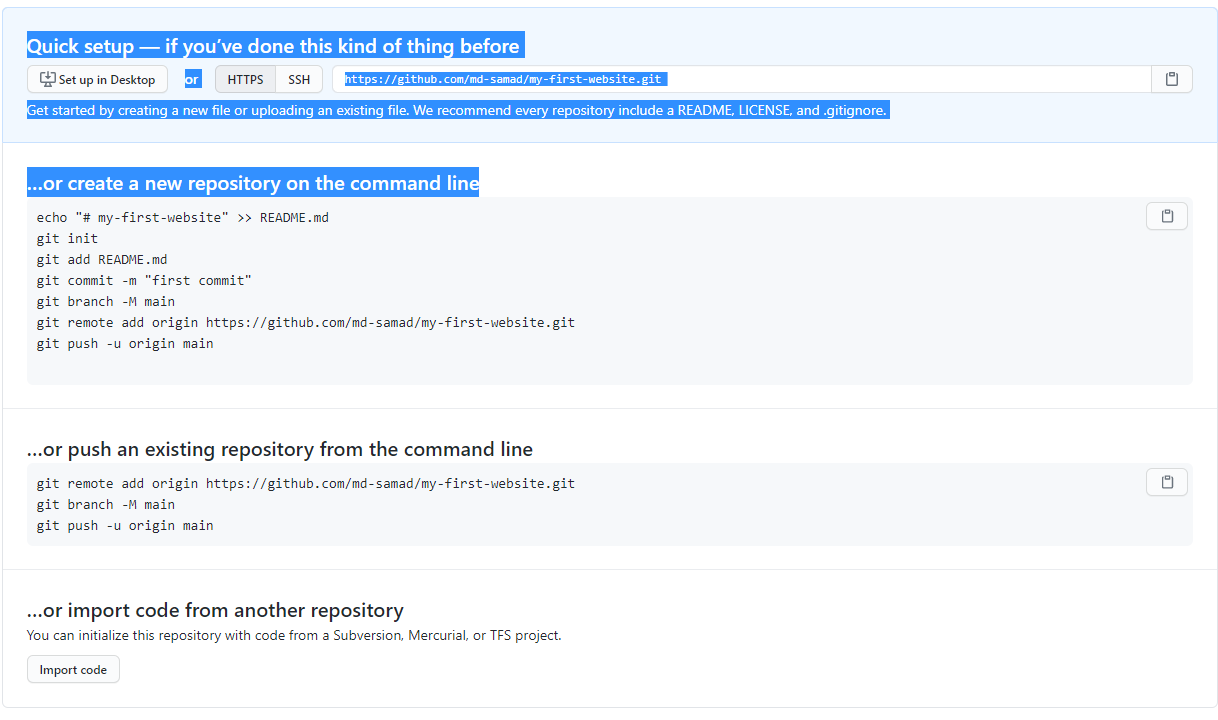 Quick setup — if you’ve done this kind of thing before
Set up in Desktop or HTTPS SSH https://github.com/md-samad/my-first-website.git
Get started by creating a new file or uploading an existing file. We recommend every repository include a README, LICENSE, and .gitignore.
…or create a new repository on the command line
echo "# my-first-website" >> README.md
git init
git add README.md
git commit -m "first commit"
git branch -M main
git remote add origin https://github.com/md-samad/my-first-website.git
git push -u origin main
…or push an existing repository from the command line
git remote add origin https://github.com/md-samad/my-first-website.git
git branch -M main
git push -u origin main
…or import code from another repository
You can initialize this repository with code from a Subversion, Mercurial, or TFS project.
Import code